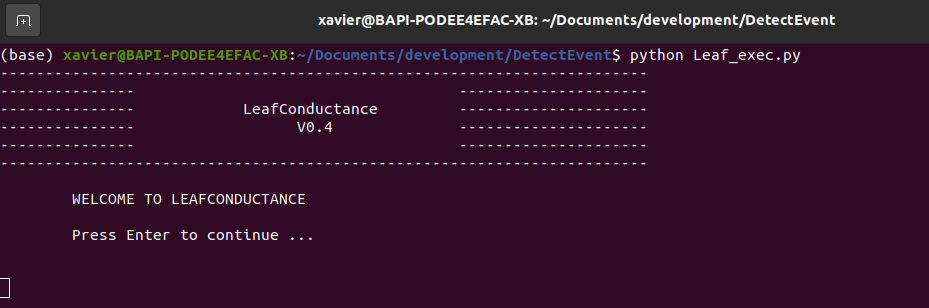 xavier@BAPI-PODEE4EFAC-XB: ~/Documents/development/DetectEvent
(base) xavier@BAPI-PODEE4EFAC-XB:~/Documents/development/DetectEvent$ python Leaf_exec.py
------------------------------------------------------------------------
---------------                                    ---------------------
---------------            LeafConductance         ---------------------
---------------                  V0.4              ---------------------
---------------                                    ---------------------
------------------------------------------------------------------------
WELCOME TO LEAFCONDUCTANCE
Press Enter to continue ...